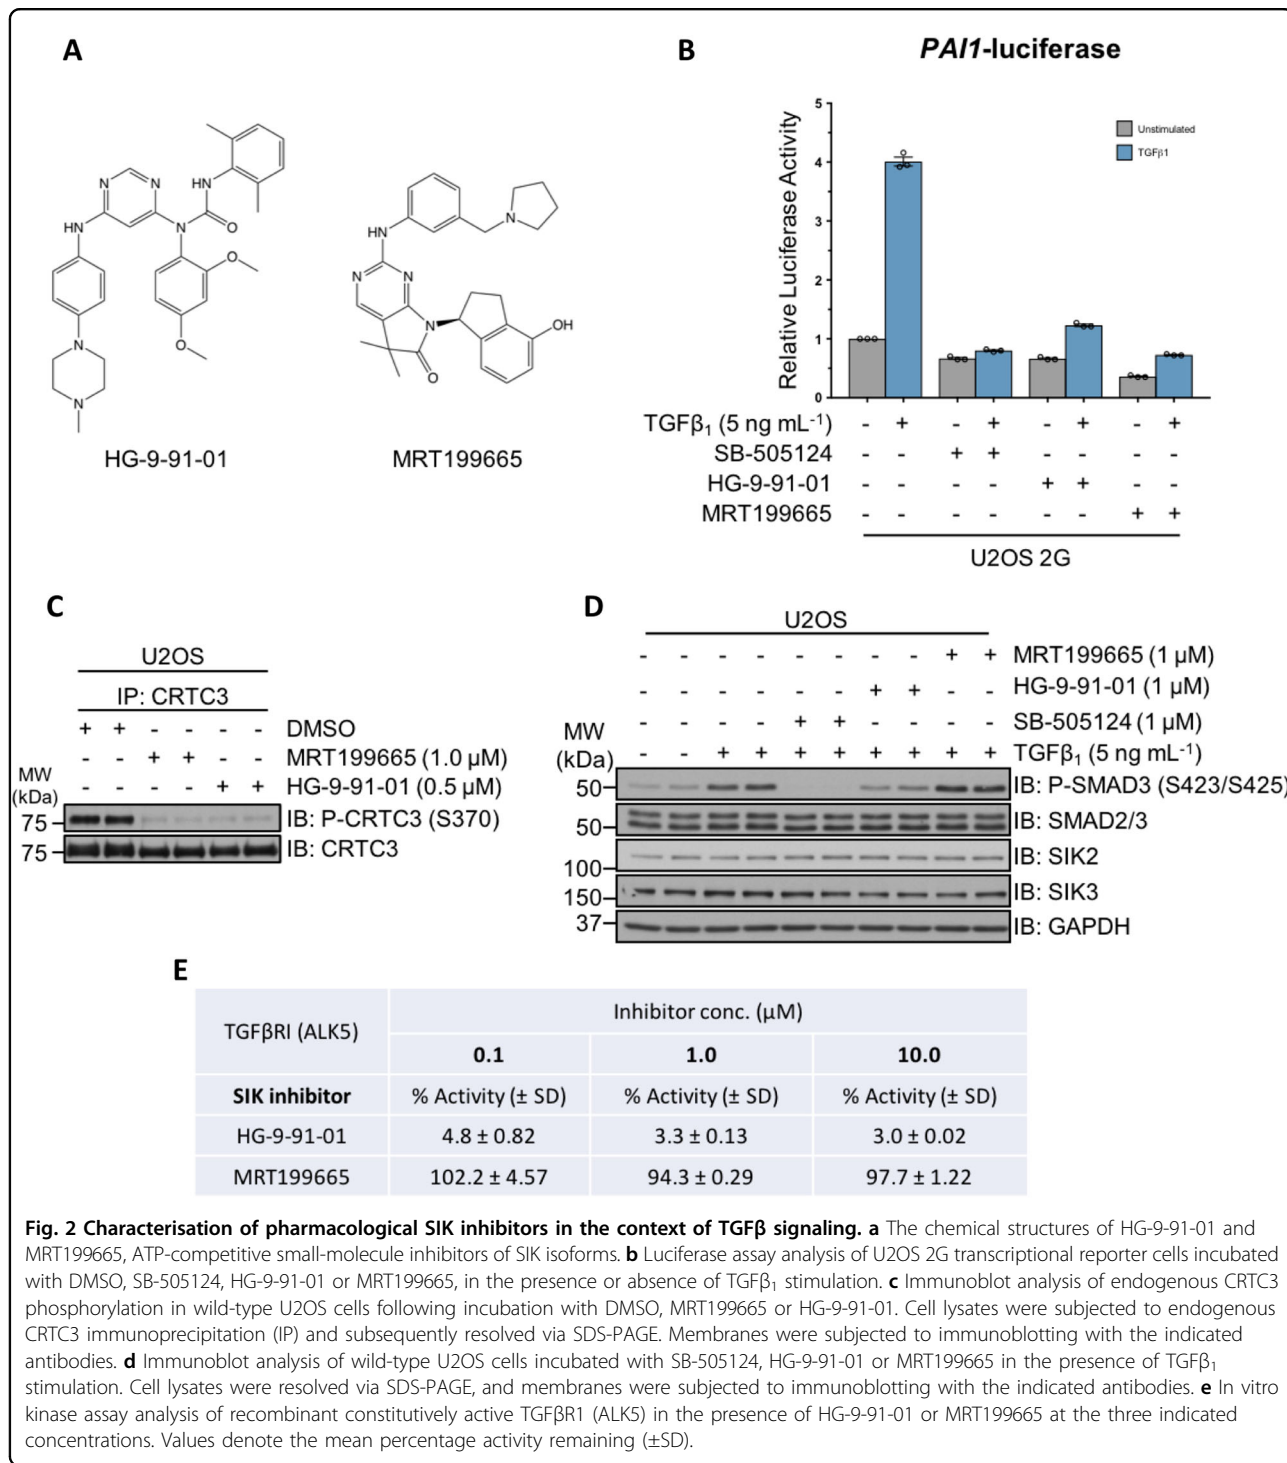 A
N
N
NH
HN
N
O
O
O
N
N
HG-9-91-01
N
HN
N
N
N
O
OH
MRT199665
B
PAI1-luciferase
Relative Luciferase Activity
5
4
3
2
1
0
Unstimulated
TGFβ1
TGFβ1 (5 ng mL-1) - + - + - + - +
SB-505124 - - + + - - - -
HG-9-91-01 - - - - + + - -
MRT199665 - - - - - - + +
U2OS 2G
C
U2OS
IP: CRTC3
+ + - - - - DMSO
- - + + - - MRT199665 (1.0 µM)
- - - - + + HG-9-91-01 (0.5 µM)
MW
(kDa)
75 IB: P-CRTC3 (S370)
75 IB: CRTC3
D
U2OS
- - - - - - - - + + MRT199665 (1 µM)
- - - - - - + + - - HG-9-91-01 (1 µM)
- - - - + + - - - - SB-505124 (1 µM)
- - + + + + + + + + TGFβ1 (5 ng mL-1)
MW
(kDa)
50 IB: P-SMAD3 (S423/S425)
50 IB: SMAD2/3
100 IB: SIK2
150 IB: SIK3
37 IB: GAPDH
E
TGFβRI (ALK5) Inhibitor conc. (µM)
0.1 1.0 10.0
SIK inhibitor % Activity (± SD) % Activity (± SD) % Activity (± SD)
HG-9-91-01 4.8 ± 0.82 3.3 ± 0.13 3.0 ± 0.02
MRT199665 102.2 ± 4.57 94.3 ± 0.29 97.7 ± 1.22
Fig. 2 Characterisation of pharmacological SIK inhibitors in the context of TGFβ signaling. a The chemical structures of HG-9-91-01 and
MRT199665, ATP-competitive small-molecule inhibitors of SIK isoforms. b Luciferase assay analysis of U2OS 2G transcriptional reporter cells incubated
with DMSO, SB-505124, HG-9-91-01 or MRT199665, in the presence or absence of TGFβ1 stimulation. c Immunoblot analysis of endogenous CRTC3
phosphorylation in wild-type U2OS cells following incubation with DMSO, MRT199665 or HG-9-91-01. Cell lysates were subjected to endogenous
CRTC3 immunoprecipitation (IP) and subsequently resolved via SDS-PAGE. Membranes were subjected to immunoblotting with the indicated
antibodies. d Immunoblot analysis of wild-type U2OS cells incubated with SB-505124, HG-9-91-01 or MRT199665 in the presence of TGFβ1
stimulation. Cell lysates were resolved via SDS-PAGE, and membranes were subjected to immunoblotting with the indicated antibodies. e In vitro
kinase assay analysis of recombinant constitutively active TGFβR1 (ALK5) in the presence of HG-9-91-01 or MRT199665 at the three indicated
concentrations. Values denote the mean percentage activity remaining (±SD).